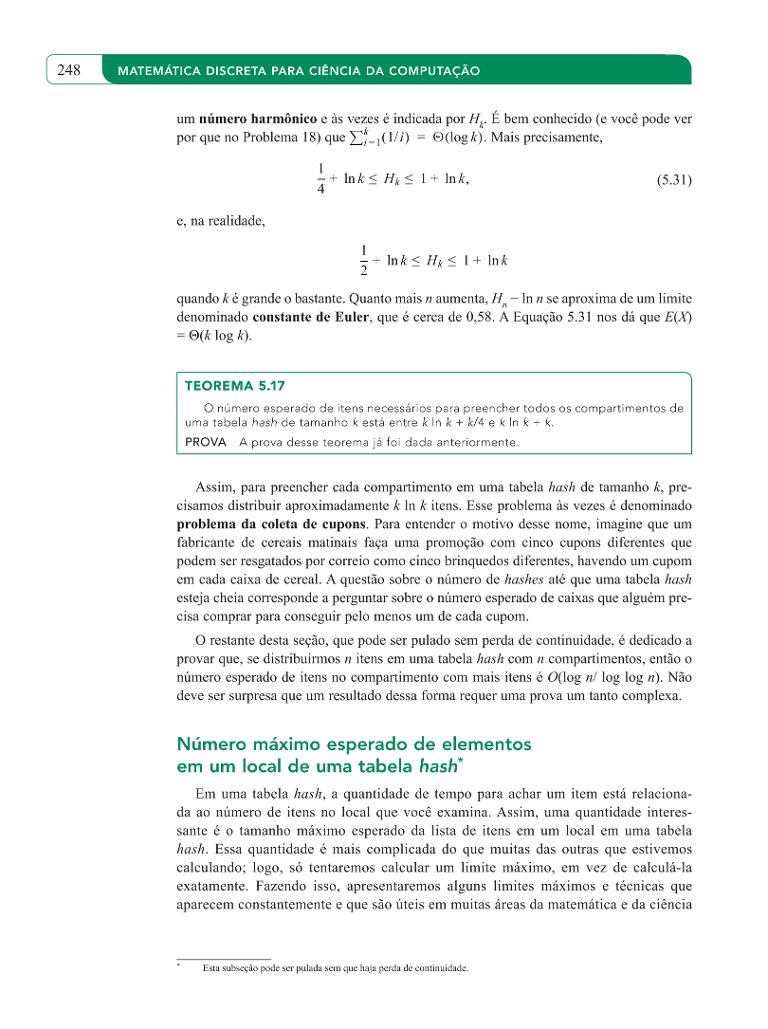 248 MATEMÁTICA DISCRETA PARA CIÊNCIA DA COMPUTAÇÃO
um número harmônico e às vezes é indicada por H_k. É bem conhecido (e você pode ver
por que no Problema 18) que ∑_{i=1}^{k}(1/i) = Θ(log k). Mais precisamente,
1/4 + ln k ≤ H_k ≤ 1 + ln k, (5.31)
e, na realidade,
1/2 + ln k ≤ H_k ≤ 1 + ln k
quando k é grande o bastante. Quanto mais n aumenta, H_n − ln n se aproxima de um limite
denominado constante de Euler, que é cerca de 0,58. A Equação 5.31 nos dá que E(X)
= Θ(k log k).
TEOREMA 5.17
O número esperado de itens necessários para preencher todos os compartimentos de
uma tabela hash de tamanho k está entre k ln k + k/4 e k ln k + k.
PROVA A prova desse teorema já foi dada anteriormente.
Assim, para preencher cada compartimento em uma tabela hash de tamanho k, pre-
cisamos distribuir aproximadamente k ln k itens. Esse problema às vezes é denominado
problema da coleta de cupons. Para entender o motivo desse nome, imagine que um
fabricante de cereais matinais faça uma promoção com cinco cupons diferentes que
podem ser resgatados por correio como cinco brinquedos diferentes, havendo um cupom
em cada caixa de cereal. A questão sobre o número de hashes até que uma tabela hash
esteja cheia corresponde a perguntar sobre o número esperado de caixas que alguém pre-
cisa comprar para conseguir pelo menos um de cada cupom.
O restante desta seção, que pode ser pulado sem perda de continuidade, é dedicado a
provar que, se distribuirmos n itens em uma tabela hash com n compartimentos, então o
número esperado de itens no compartimento com mais itens é O(log n/ log log n). Não
deve ser surpresa que um resultado dessa forma requer uma prova um tanto complexa.
Número máximo esperado de elementos
em um local de uma tabela hash*
Em uma tabela hash, a quantidade de tempo para achar um item está relaciona-
da ao número de itens no local que você examina. Assim, uma quantidade interes-
sante é o tamanho máximo esperado da lista de itens em um local em uma tabela
hash. Essa quantidade é mais complicada do que muitas das outras que estivemos
calculando; logo, só tentaremos calcular um limite máximo, em vez de calculá-la
exatamente. Fazendo isso, apresentaremos alguns limites máximos e técnicas que
aparecem constantemente e que são úteis em muitas áreas da matemática e da ciência
* Esta subseção pode ser pulada sem que haja perda de continuidade.